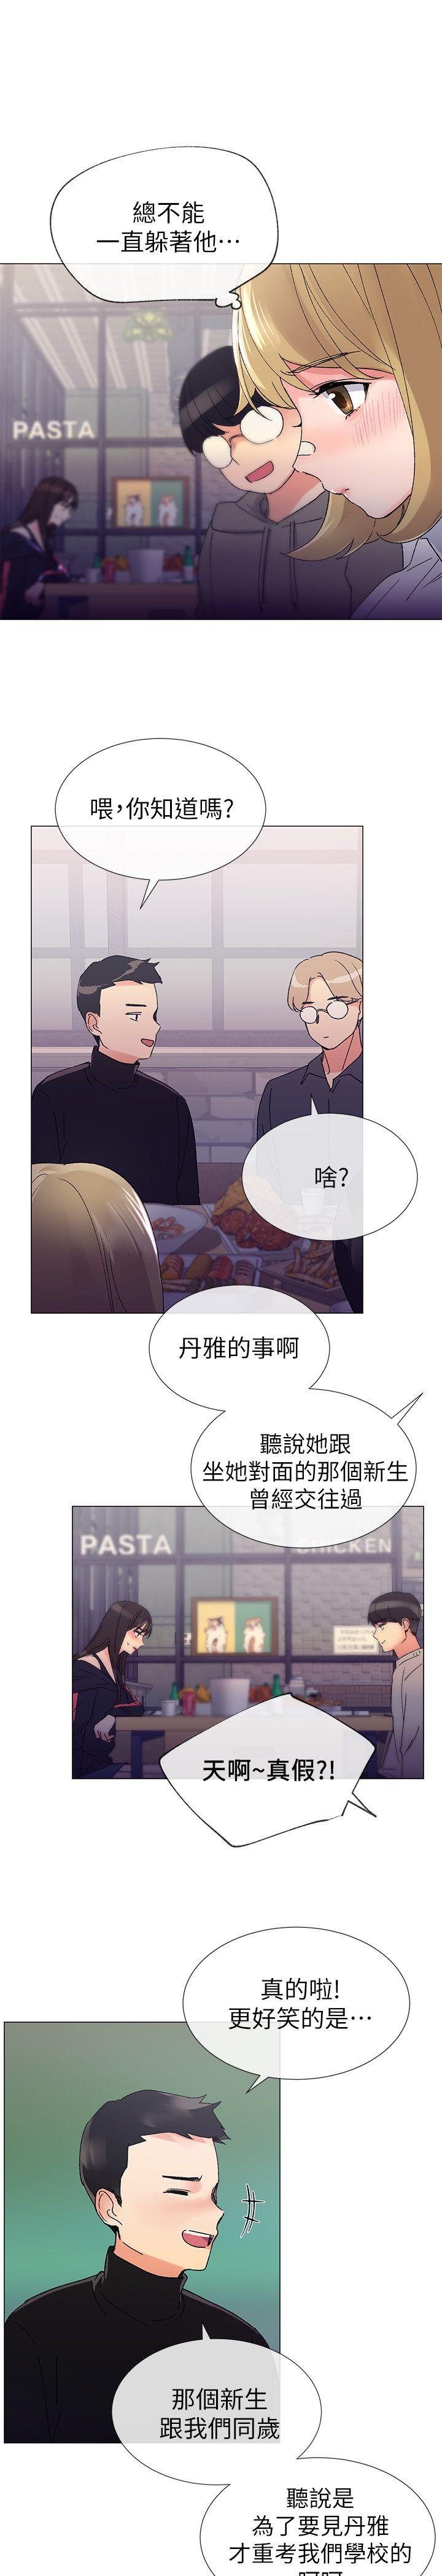 總不能
一直躲著他…
PASTA
喂,你知道嗎?
啥?
丹雅的事啊
聽說她跟
坐她對面的那個新生
曾經交往過
PASTA
CHICKEN
天啊~真假?!
真的啦!
更好笑的是…
那個新生
跟我們同歲
聽說是
為了要見丹雅
才重考我們學校的